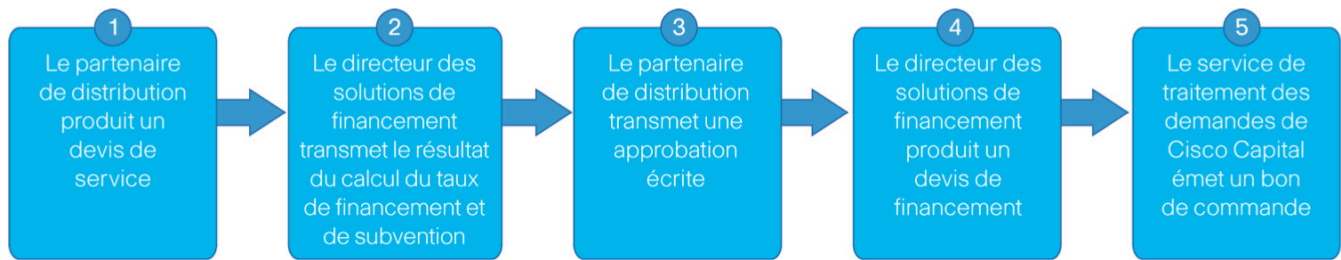 1
Le partenaire
de distribution
produit un
devis de
service
2
Le directeur des
solutions de
financement
transmet le résultat
du calcul du taux
de financement et
de subvention
3
Le partenaire
de distribution
transmet une
approbation
écrite
4
Le directeur des
solutions de
financement
produit un
devis de
financement
5
Le service de
traitement des
demandes de
Cisco Capital
émet un bon
de commande